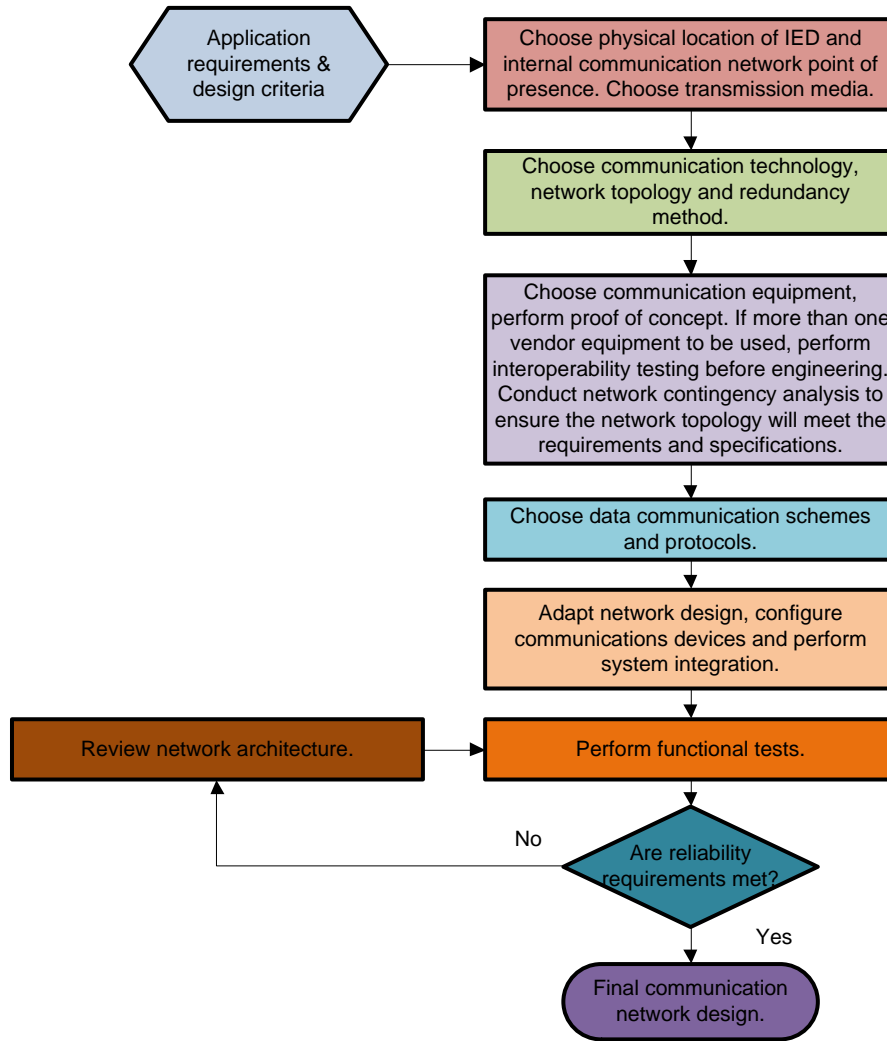 Application
requirements &
design criteria
Choose physical location of IED and
internal communication network point of
presence. Choose transmission media.
Choose communication technology,
network topology and redundancy
method.
Choose communication equipment,
perform proof of concept. If more than one
vendor equipment to be used, perform
interoperability testing before engineering.
Conduct network contingency analysis to
ensure the network topology will meet the
requirements and specifications.
Choose data communication schemes
and protocols.
Adapt network design, configure
communications devices and perform
system integration.
Review network architecture.
Perform functional tests.
No
Are reliability
requirements met?
Yes
Final communication
network design.